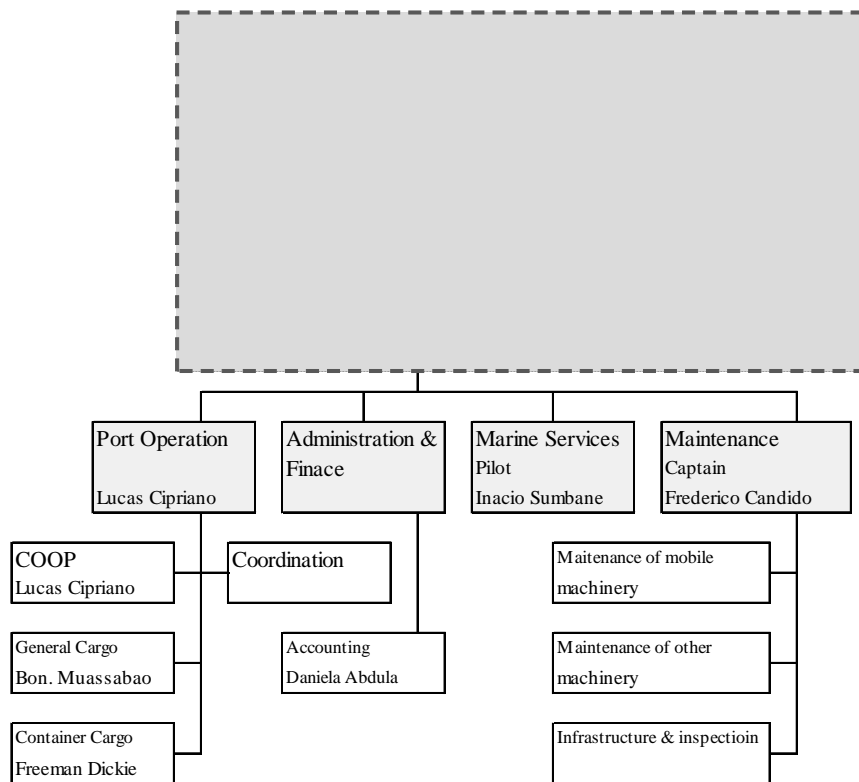 Port Operation
Lucas Cipriano
Administration &
Finace
Marine Services
Pilot
Inacio Sumbane
Maintenance
Captain
Frederico Candido
COOP
Lucas Cipriano
Coordination
Maitenance of mobile
machinery
General Cargo
Bon. Muassabao
Accounting
Daniela Abdula
Maintenance of other
machinery
Container Cargo
Freeman Dickie
Infrastructure & inspectioin